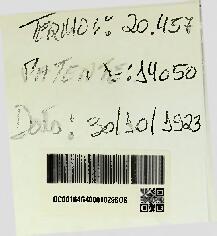 TERMO: 20.457
PATENTE: 14050
Data: 30/10/1923